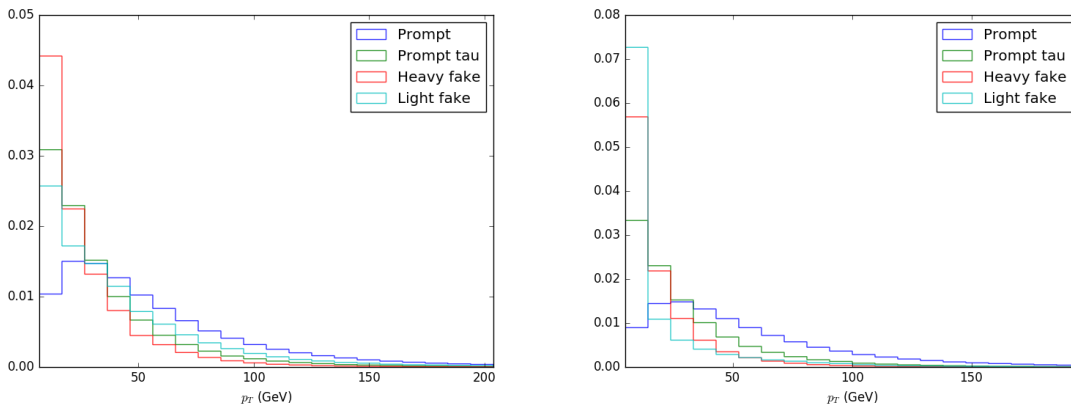 0.05
0.04
0.03
0.02
0.01
0.00
50
100
150
200
p_T (GeV)
Prompt
Prompt tau
Heavy fake
Light fake
0.08
0.07
0.06
0.05
0.04
0.03
0.02
0.01
0.00
50
100
150
p_T (GeV)
Prompt
Prompt tau
Heavy fake
Light fake